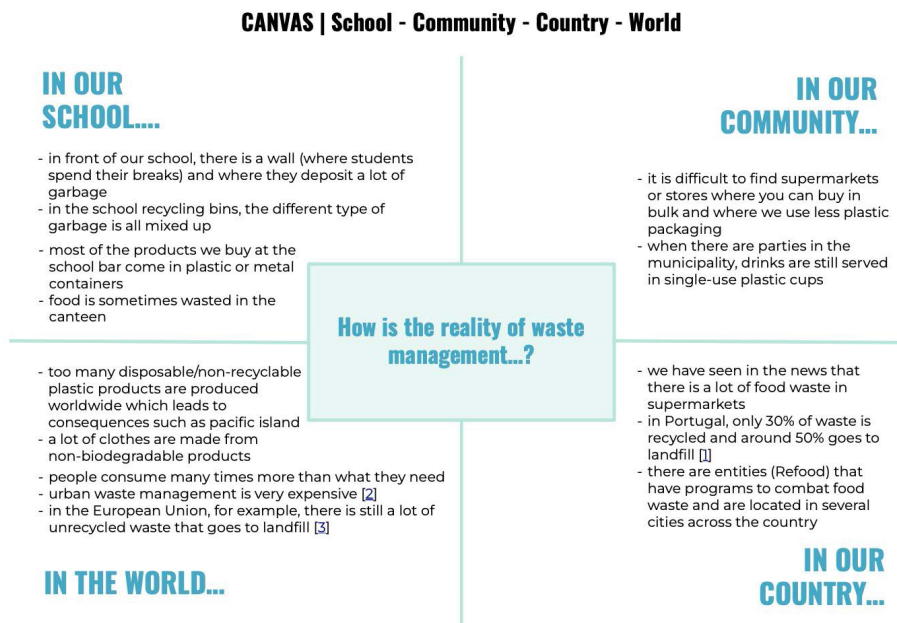 CANVAS | School - Community - Country - World
IN OUR
SCHOOL....
- in front of our school, there is a wall (where students
spend their breaks) and where they deposit a lot of
garbage
- in the school recycling bins, the different type of
garbage is all mixed up
- most of the products we buy at the
school bar come in plastic or metal
containers
- food is sometimes wasted in the
canteen
IN OUR
COMMUNITY...
- it is difficult to find supermarkets
or stores where you can buy in
bulk and where we use less plastic
packaging
- when there are parties in the
municipality, drinks are still served
in single-use plastic cups
How is the reality of waste
management...?
- too many disposable/non-recyclable
plastic products are produced
worldwide which leads to
consequences such as pacific island
- a lot of clothes are made from
non-biodegradable products
- people consume many times more than what they need
- urban waste management is very expensive [2]
- in the European Union, for example, there is still a lot of
unrecycled waste that goes to landfill [3]
IN THE WORLD...
- we have seen in the news that
there is a lot of food waste in
supermarkets
- in Portugal, only 30% of waste is
recycled and around 50% goes to
landfill [1]
- there are entities (Refood) that
have programs to combat food
waste and are located in several
cities across the country
IN OUR
COUNTRY...